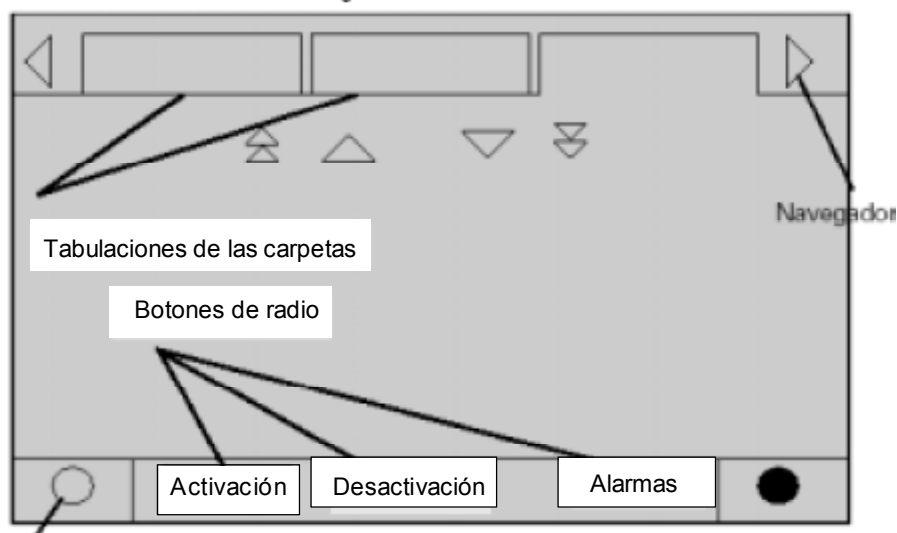 Navegador
Tabulaciones de las carpetas
Botones de radio
Activación
Desactivación
Alarmas